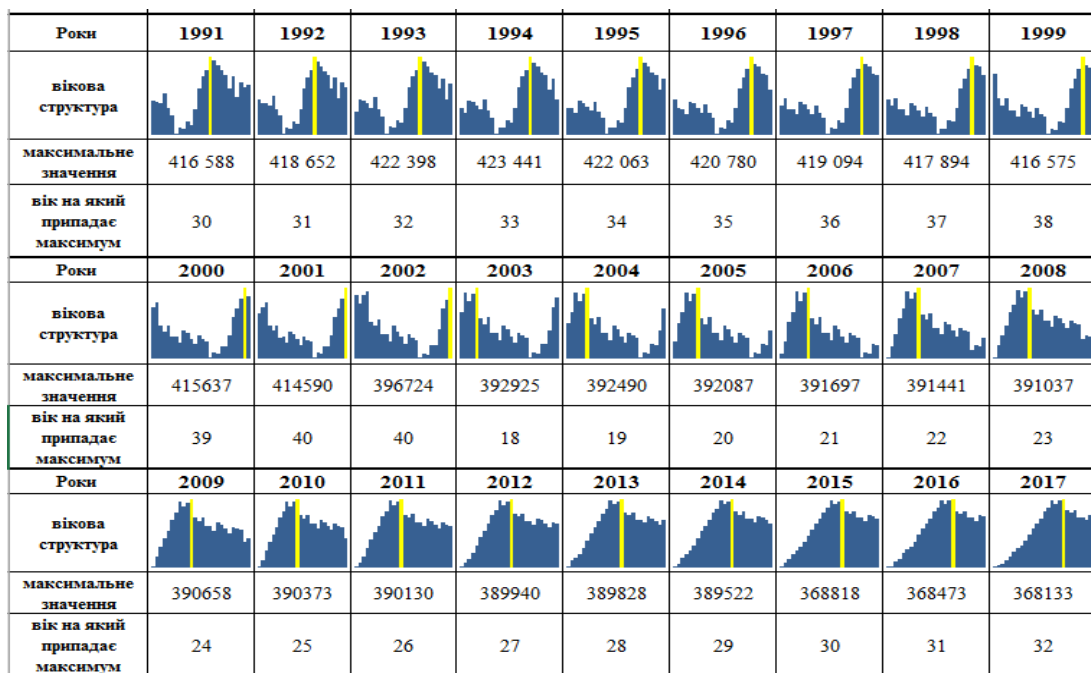 Роки 1991 1992 1993 1994 1995 1996 1997 1998 1999
вікова
структура
максимальне
значення 416 588 418 652 422 398 423 441 422 063 420 780 419 094 417 894 416 575
вік на який
припадає
максимум 30 31 32 33 34 35 36 37 38
Роки 2000 2001 2002 2003 2004 2005 2006 2007 2008
вікова
структура
максимальне
значення 415637 414590 396724 392925 392490 392087 391697 391441 391037
вік на який
припадає
максимум 39 40 40 18 19 20 21 22 23
Роки 2009 2010 2011 2012 2013 2014 2015 2016 2017
вікова
структура
максимальне
значення 390658 390373 390130 389940 389828 389522 368818 368473 368133
вік на який
припадає
максимум 24 25 26 27 28 29 30 31 32